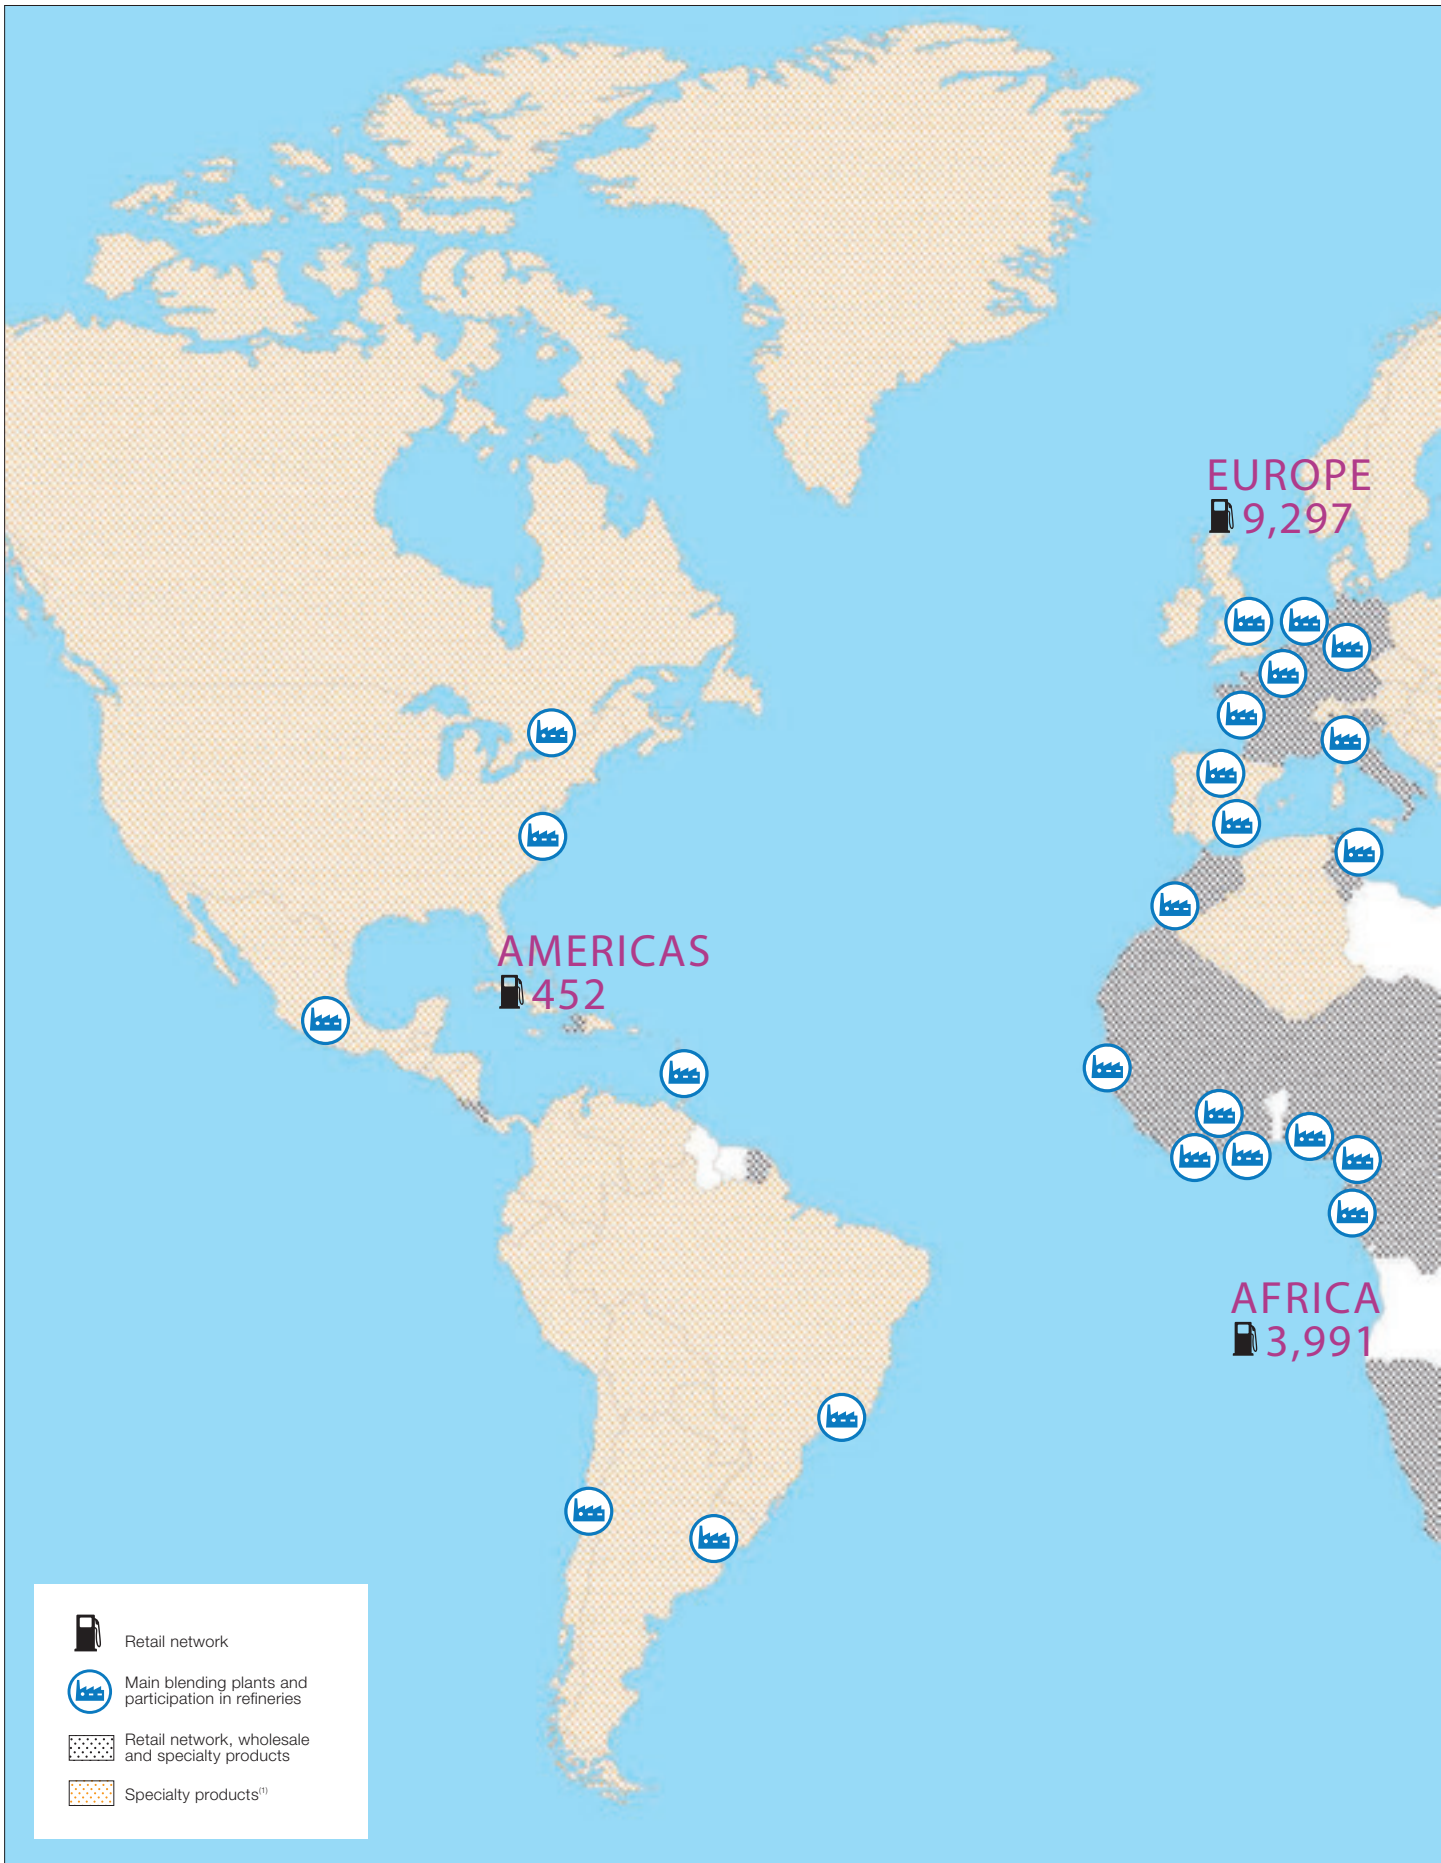 EUROPE
9,297
AMERICAS
452
AFRICA
3,991
Retail network
Main blending plants and
participation in refineries
Retail network, wholesale
and specialty products
Specialty products(1)